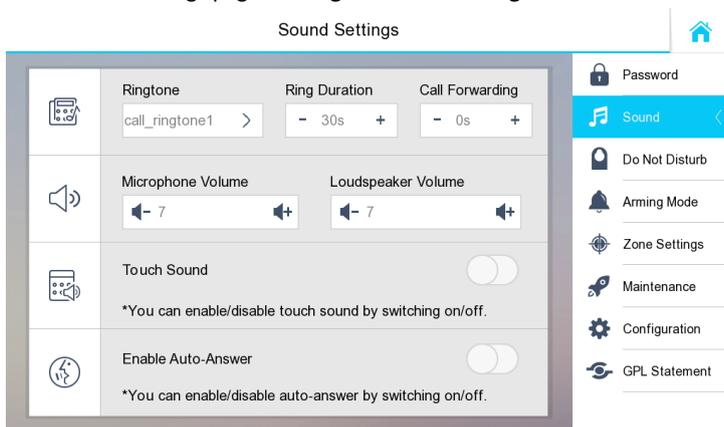 Sound Settings
Ringtone
Ring Duration
Call Forwarding
call_ringtone1 >
- 30s +
- 0s +
Microphone Volume
Loudspeaker Volume
- 7 +
- 7 +
Touch Sound
*You can enable/disable touch sound by switching on/off.
Enable Auto-Answer
*You can enable/disable auto-answer by switching on/off.
Password
Sound
Do Not Disturb
Arming Mode
Zone Settings
Maintenance
Configuration
GPL Statement